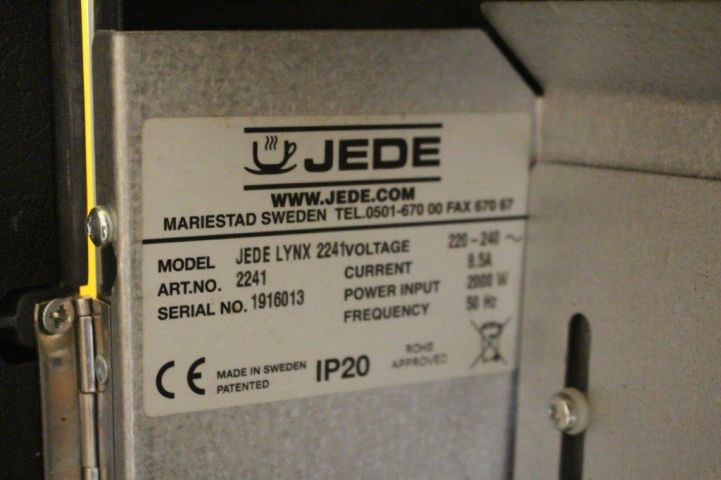 JEDE
WWW.JEDE.COM
MARIESTAD SWEDEN TEL.0501-670 00 FAX 670 67
MODEL JEDE LYNX 2241 VOLTAGE 220-240 ~
ART.NO. 2241 CURRENT 8.5A
SERIAL NO. 1916013 POWER INPUT 2000 W
FREQUENCY 50 Hz
CE MADE IN SWEDEN IP20 ROHS
PATENTED APPROVED